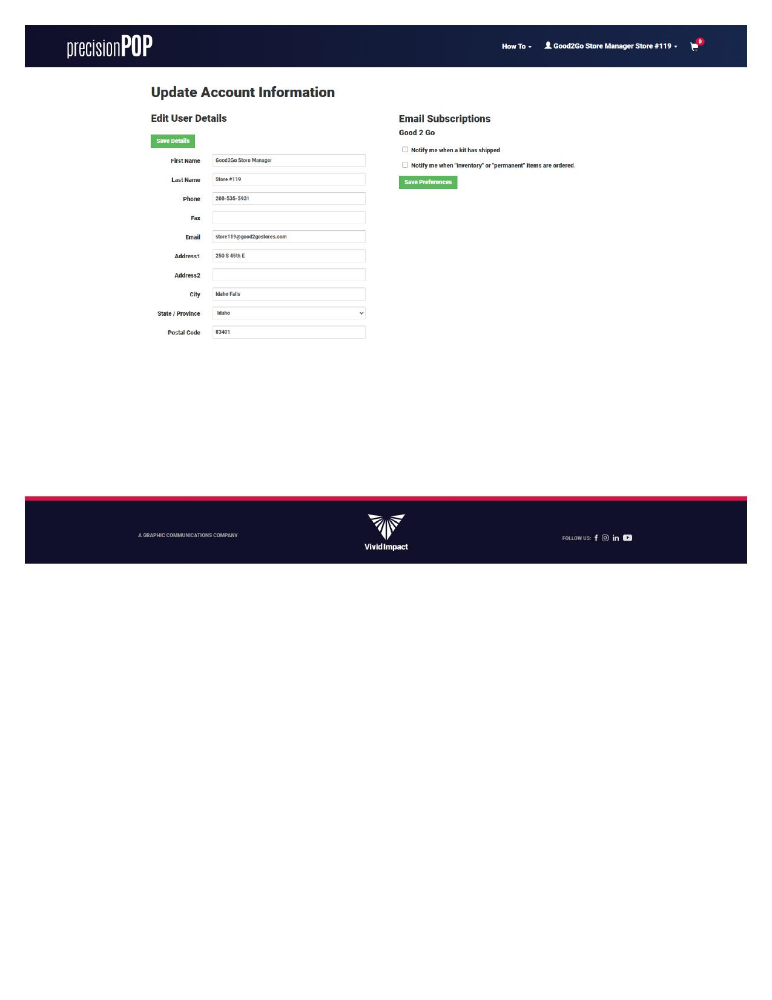 precisionPOP
How To
Good2Go Store Manager Store #119
0
Update Account Information
Edit User Details
Save Details
First Name Good2Go Store Manager
Last Name Store #119
Phone 208-535-5931
Fax
Email store119@good2gostores.com
Address1 250 S 45th E
Address2
City Idaho Falls
State / Province Idaho
Postal Code 83401
Email Subscriptions
Good 2 Go
Notify me when a kit has shipped
Notify me when "inventory" or "permanent" items are ordered.
Save Preferences
A GRAPHIC COMMUNICATIONS COMPANY
Vivid Impact
FOLLOW US: